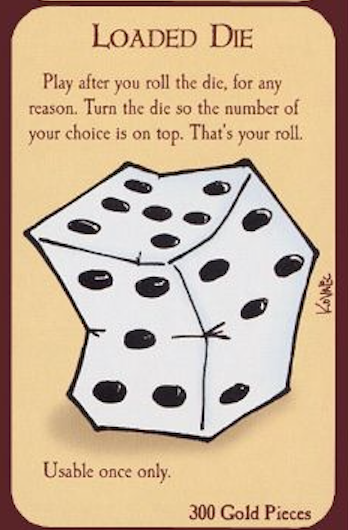 LOADED DIE
Play after you roll the die, for any
reason. Turn the die so the number of
your choice is on top. That's your roll.
KOVALIC
Usable once only.
300 Gold Pieces